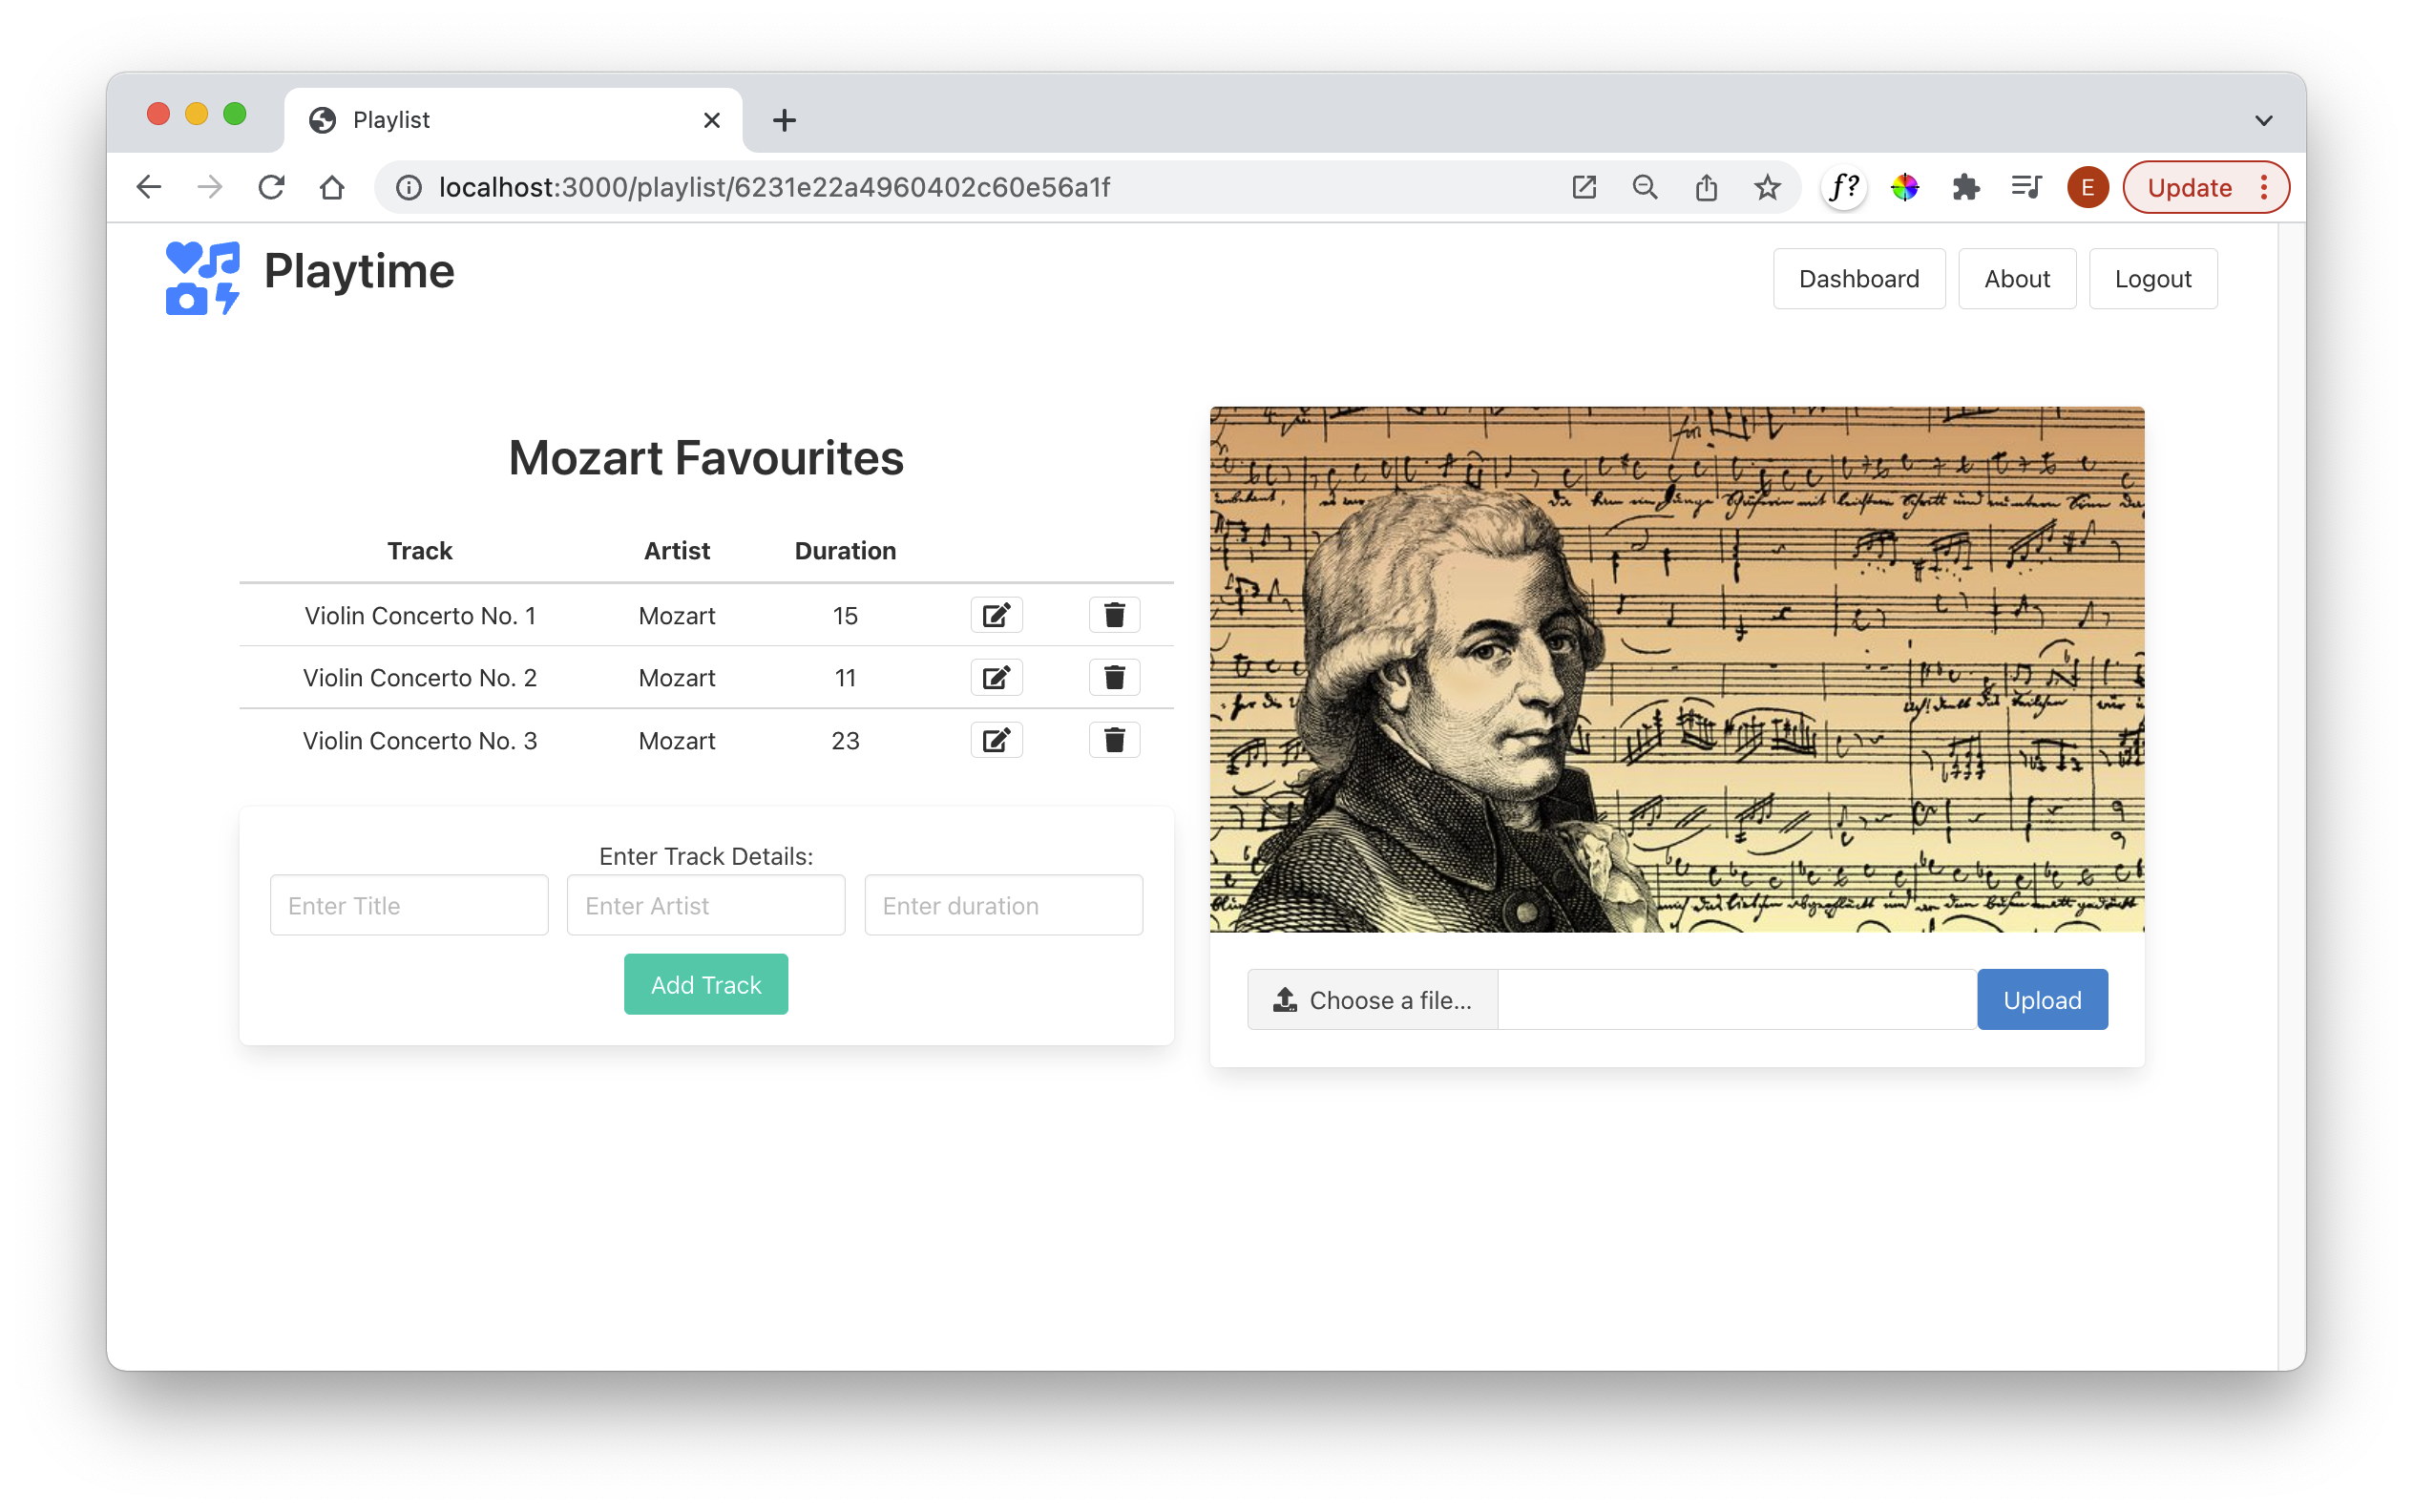 Playlist
localhost:3000/playlist/6231e22a4960402c60e56a1f
f?
E
Update
Playtime
Dashboard
About
Logout
Mozart Favourites
Track Artist Duration
Violin Concerto No. 1 Mozart 15
Violin Concerto No. 2 Mozart 11
Violin Concerto No. 3 Mozart 23
Enter Track Details:
Enter Title
Enter Artist
Enter duration
Add Track
Choose a file...
Upload